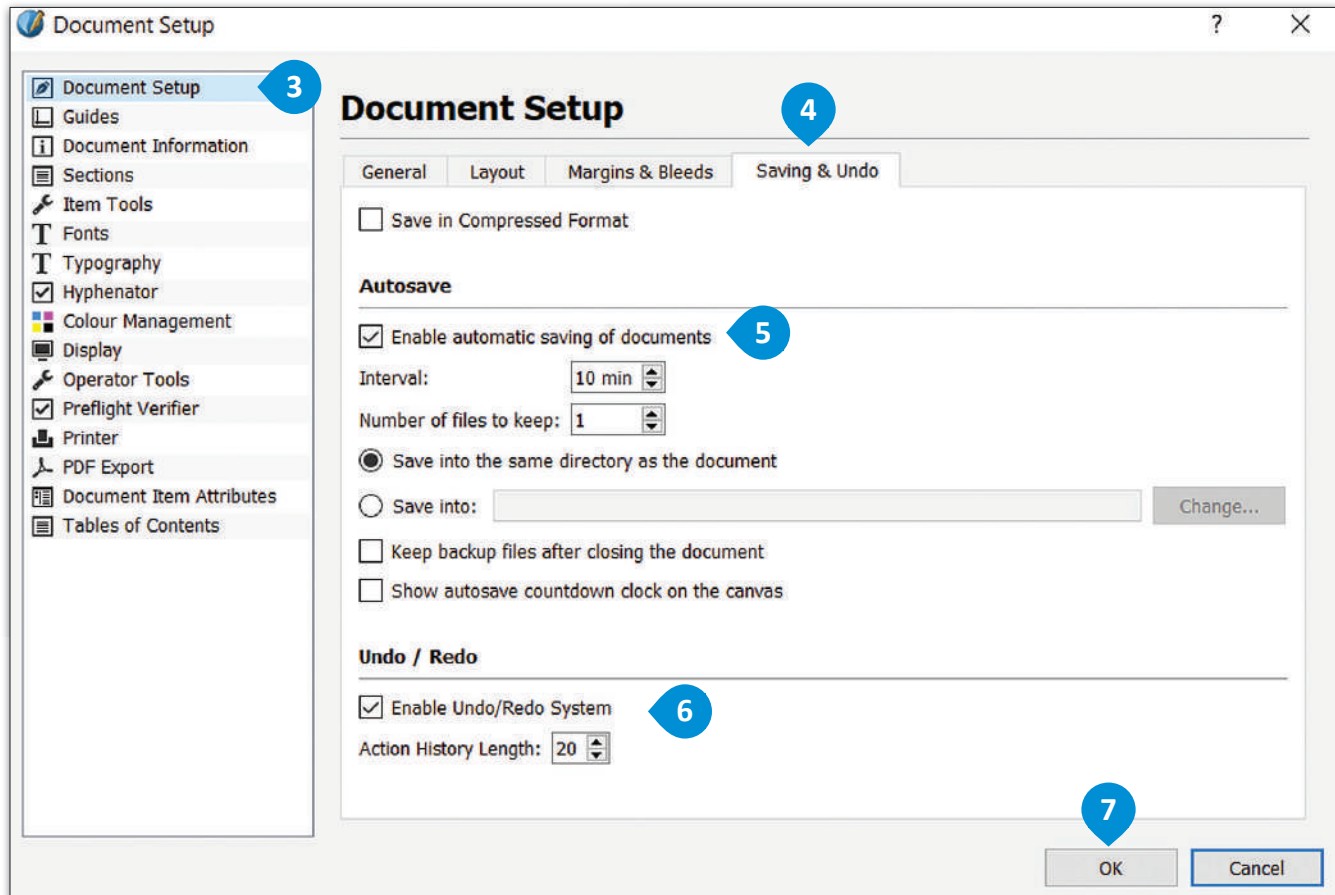 Document Setup
?
Document Setup
3
Guides
Document Information
Sections
Item Tools
Fonts
Typography
Hyphenator
Colour Management
Display
Operator Tools
Preflight Verifier
Printer
PDF Export
Document Item Attributes
Tables of Contents
Document Setup
4
General Layout Margins & Bleeds Saving & Undo
Save in Compressed Format
Autosave
Enable automatic saving of documents
5
Interval: 10 min
Number of files to keep: 1
Save into the same directory as the document
Save into: Change...
Keep backup files after closing the document
Show autosave countdown clock on the canvas
Undo / Redo
Enable Undo/Redo System
6
Action History Length: 20
7
OK Cancel